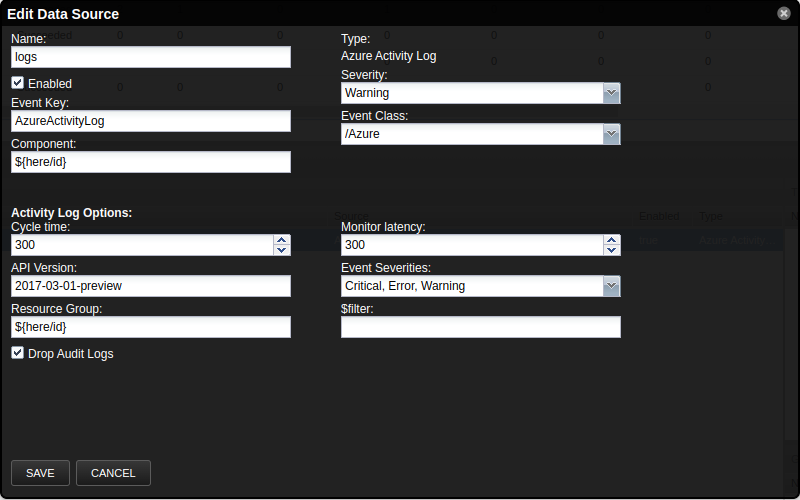 Edit Data Source
Name:
logs
Enabled
Event Key:
AzureActivityLog
Component:
${here/id}
Type:
Azure Activity Log
Severity:
Warning
Event Class:
/Azure
Activity Log Options:
Cycle time:
300
Monitor latency:
300
API Version:
2017-03-01-preview
Event Severities:
Critical, Error, Warning
Resource Group:
${here/id}
$filter:
Drop Audit Logs
SAVE
CANCEL